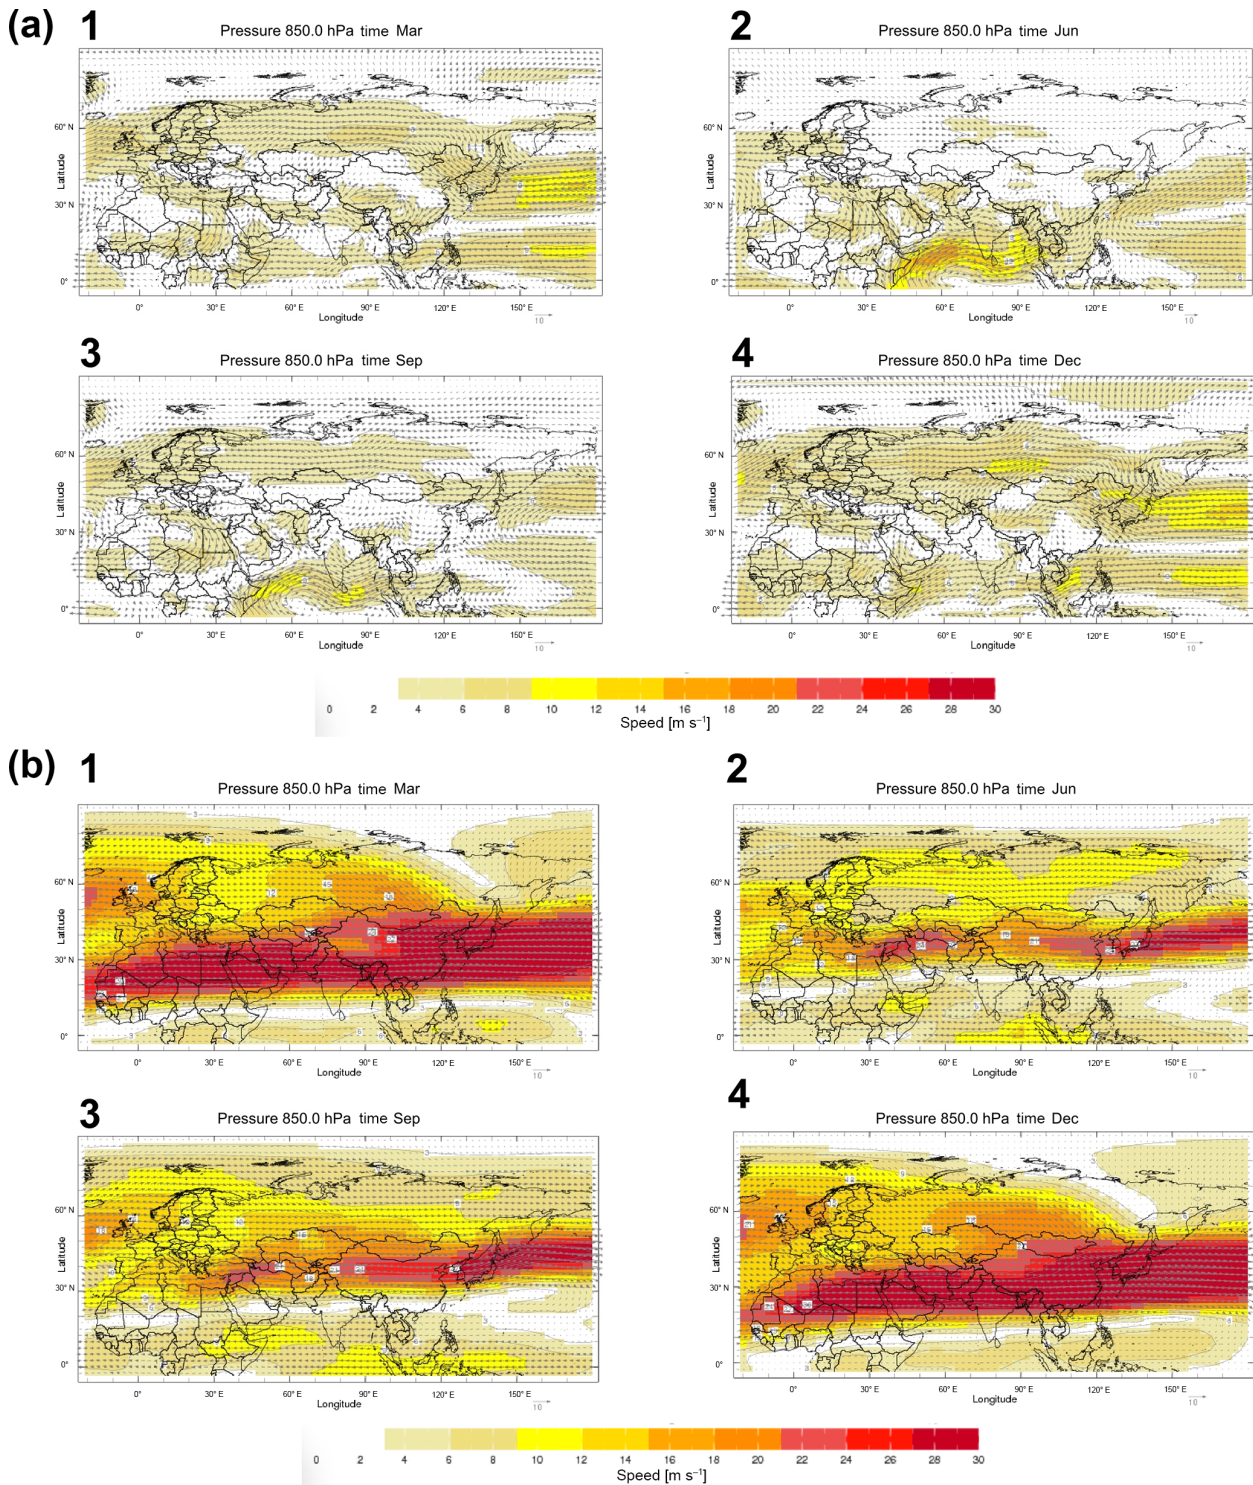 (a)
1
Pressure 850.0 hPa time Mar
Latitude
60° N
30° N
0°
0°
30° E
60° E
90° E
120° E
150° E
Longitude
10
2
Pressure 850.0 hPa time Jun
Latitude
60° N
30° N
0°
0°
30° E
60° E
90° E
120° E
150° E
Longitude
10
3
Pressure 850.0 hPa time Sep
Latitude
60° N
30° N
0°
0°
30° E
60° E
90° E
120° E
150° E
Longitude
10
4
Pressure 850.0 hPa time Dec
Latitude
60° N
30° N
0°
0°
30° E
60° E
90° E
120° E
150° E
Longitude
10
0 2 4 6 8 10 12 14 16 18 20 22 24 26 28 30
Speed [m s⁻¹]
(b)
1
Pressure 850.0 hPa time Mar
Latitude
60° N
30° N
0°
0°
30° E
60° E
90° E
120° E
150° E
Longitude
10
2
Pressure 850.0 hPa time Jun
Latitude
60° N
30° N
0°
0°
30° E
60° E
90° E
120° E
150° E
Longitude
10
3
Pressure 850.0 hPa time Sep
Latitude
60° N
30° N
0°
0°
30° E
60° E
90° E
120° E
150° E
Longitude
10
4
Pressure 850.0 hPa time Dec
Latitude
60° N
30° N
0°
0°
30° E
60° E
90° E
120° E
150° E
Longitude
10
0 2 4 6 8 10 12 14 16 18 20 22 24 26 28 30
Speed [m s⁻¹]